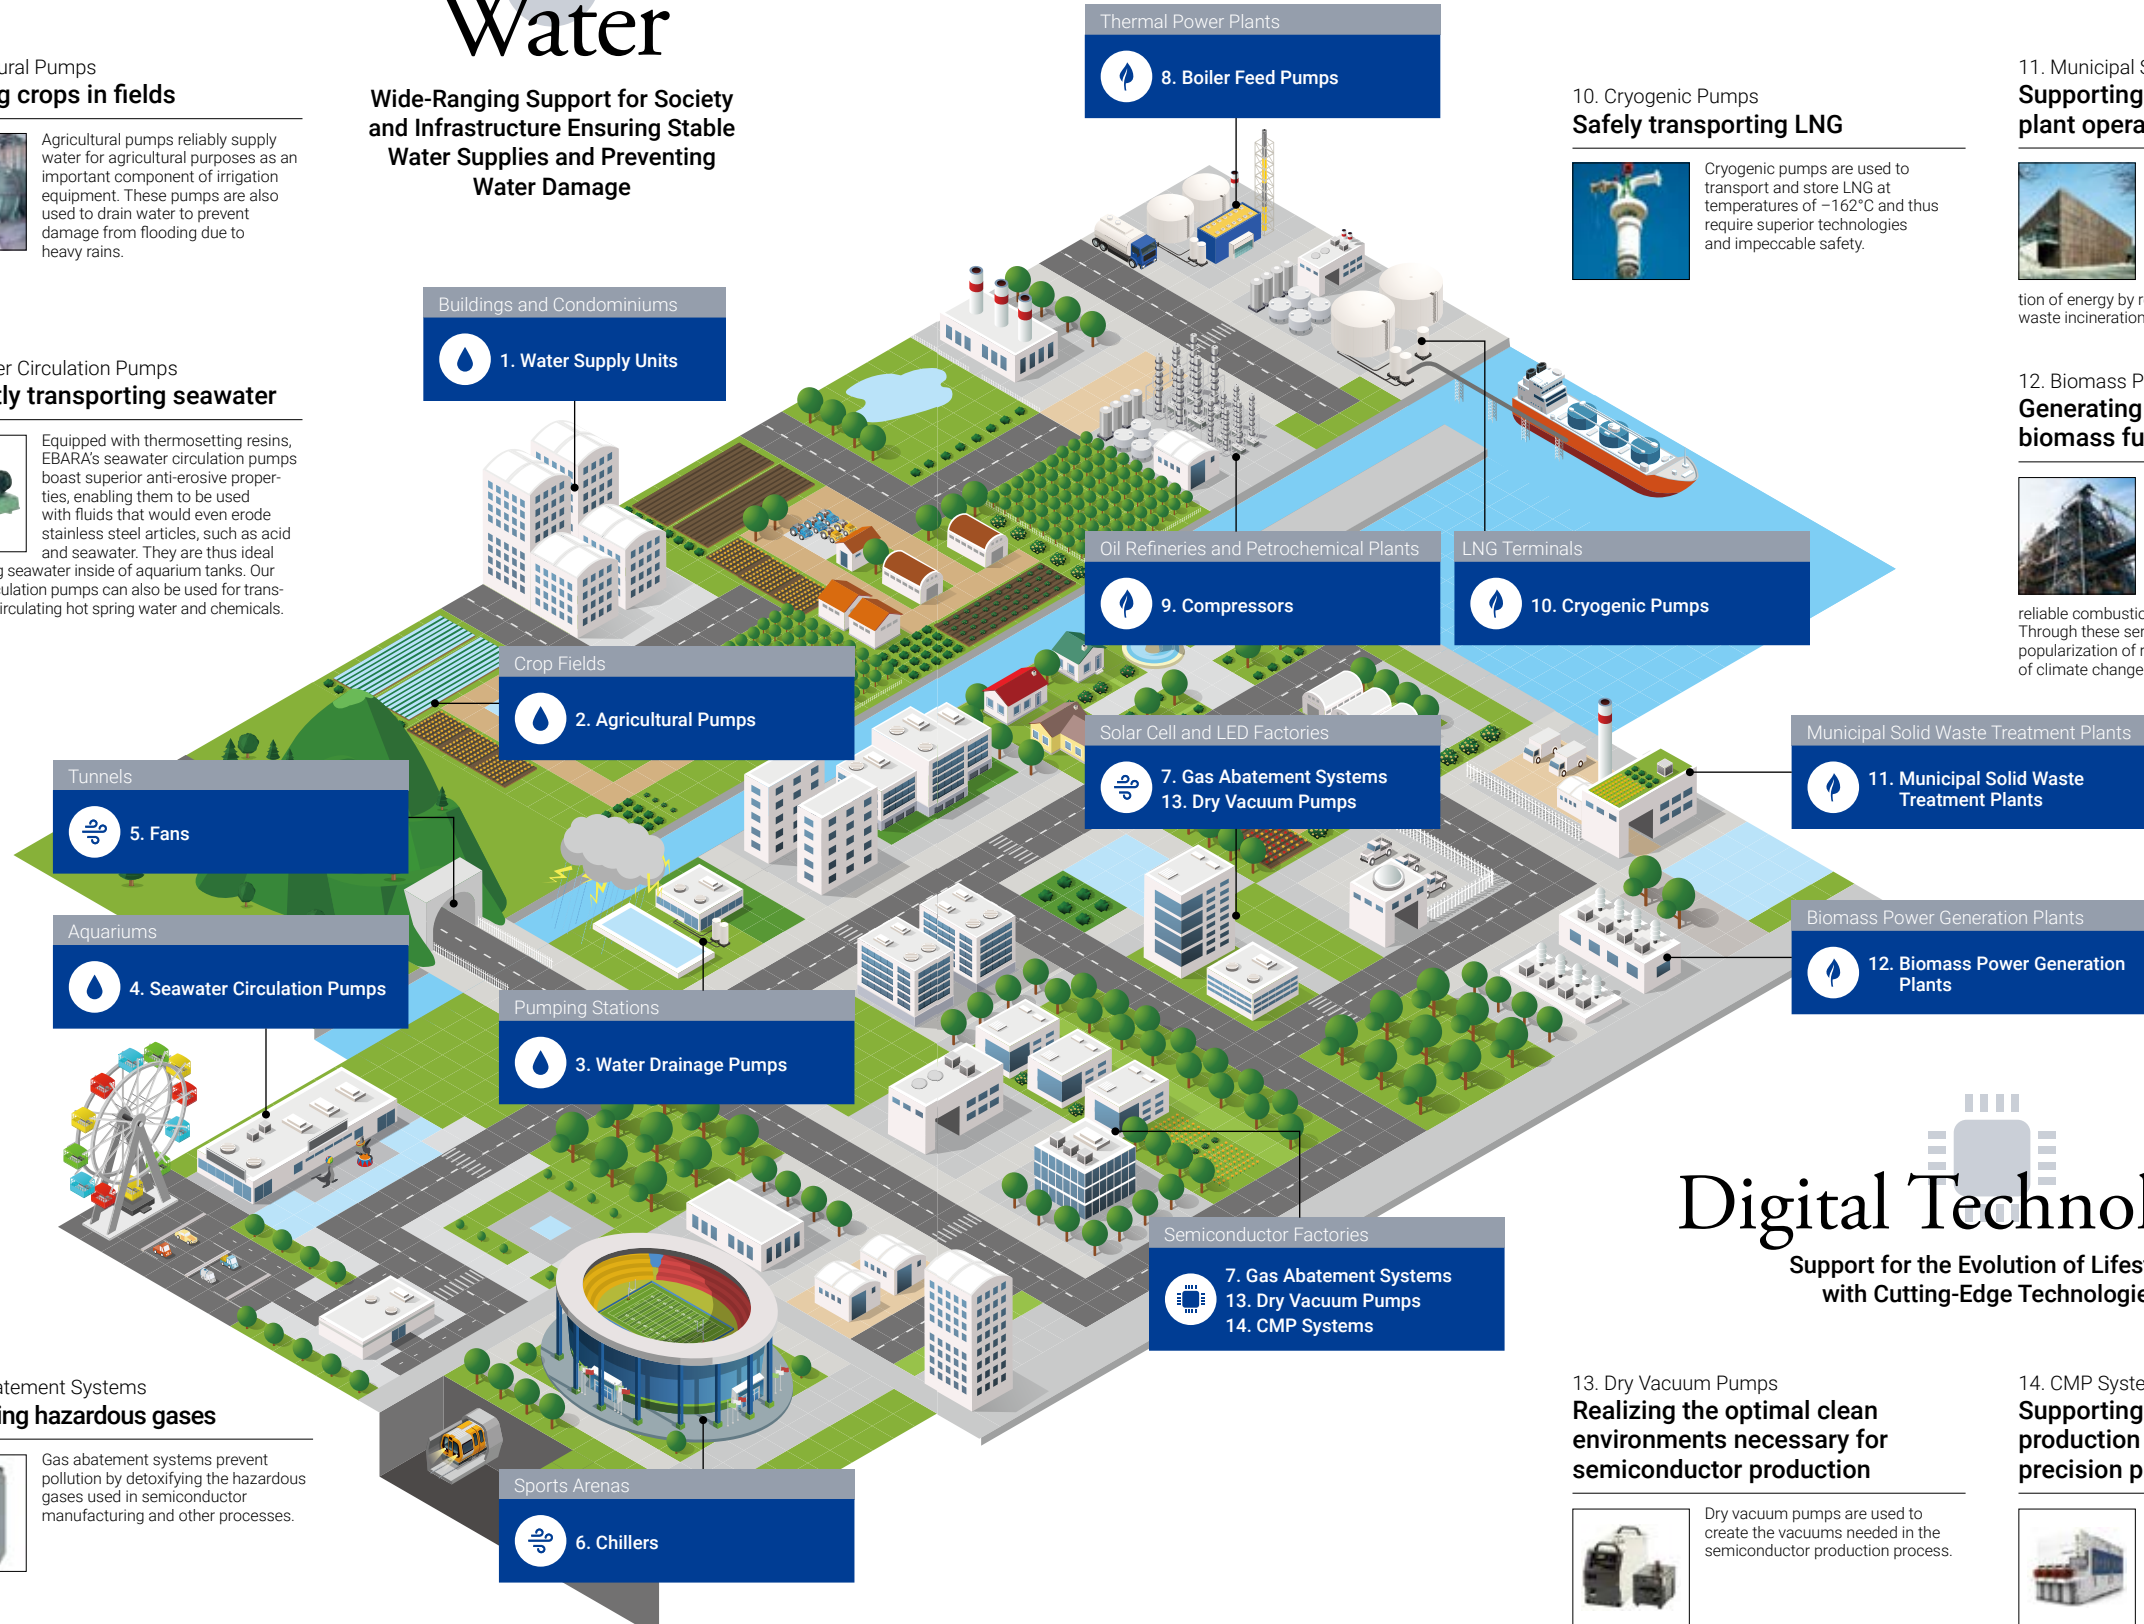 Water
Wide-Ranging Support for Society
and Infrastructure Ensuring Stable
Water Supplies and Preventing
Water Damage
ural Pumps
g crops in fields
Agricultural pumps reliably supply
water for agricultural purposes as an
important component of irrigation
equipment. These pumps are also
used to drain water to prevent
damage from flooding due to
heavy rains.
er Circulation Pumps
tly transporting seawater
Equipped with thermosetting resins,
EBARA's seawater circulation pumps
boast superior anti-erosive proper-
ties, enabling them to be used
with fluids that would even erode
stainless steel articles, such as acid
and seawater. They are thus ideal
g seawater inside of aquarium tanks. Our
ulation pumps can also be used for trans-
irculating hot spring water and chemicals.
Thermal Power Plants
8. Boiler Feed Pumps
10. Cryogenic Pumps
Safely transporting LNG
Cryogenic pumps are used to
transport and store LNG at
temperatures of −162°C and thus
require superior technologies
and impeccable safety.
11. Municipal S
Supporting
plant opera
tion of energy by r
waste incineration
12. Biomass P
Generating
biomass fu
reliable combustic
Through these ser
popularization of r
of climate change
Buildings and Condominiums
1. Water Supply Units
Oil Refineries and Petrochemical Plants
9. Compressors
LNG Terminals
10. Cryogenic Pumps
Crop Fields
2. Agricultural Pumps
Solar Cell and LED Factories
7. Gas Abatement Systems
13. Dry Vacuum Pumps
Municipal Solid Waste Treatment Plants
11. Municipal Solid Waste
Treatment Plants
Tunnels
5. Fans
Biomass Power Generation Plants
12. Biomass Power Generation
Plants
Aquariums
4. Seawater Circulation Pumps
Pumping Stations
3. Water Drainage Pumps
Semiconductor Factories
7. Gas Abatement Systems
13. Dry Vacuum Pumps
14. CMP Systems
Sports Arenas
6. Chillers
atement Systems
ing hazardous gases
Gas abatement systems prevent
pollution by detoxifying the hazardous
gases used in semiconductor
manufacturing and other processes.
Digital Technol
Support for the Evolution of Lifes
with Cutting-Edge Technologie
13. Dry Vacuum Pumps
Realizing the optimal clean
environments necessary for
semiconductor production
Dry vacuum pumps are used to
create the vacuums needed in the
semiconductor production process.
14. CMP Syste
Supporting
production
precision p